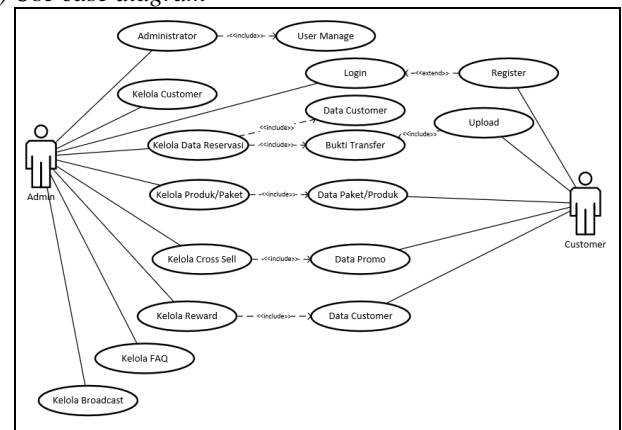 ) Use case diagram
Administrator
<<include>>
User Manage
Login
<<extend>>
Register
Kelola Customer
Data Customer
<<include>>
Upload
Kelola Data Reservasi
<<include>>
Bukti Transfer
<<include>>
Admin
Kelola Produk/Paket
<<include>>
Data Paket/Produk
Customer
Kelola Cross Sell
<<include>>
Data Promo
Kelola Reward
<<include>>
Data Customer
Kelola FAQ
Kelola Broadcast